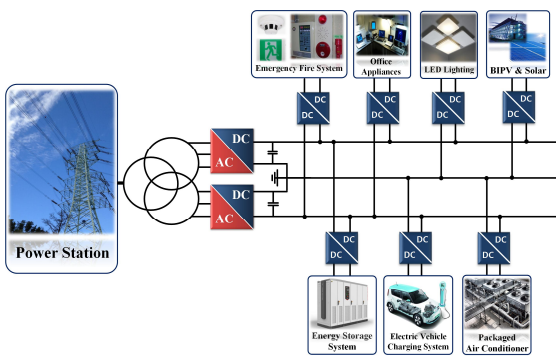 Emergency Fire System
Office
Appliances
LED Lighting
BIPV & Solar
DC
DC
DC
DC
DC
DC
DC
DC
DC
AC
DC
AC
Power Station
DC
DC
DC
DC
DC
DC
Energy Storage
System
Electric Vehicle
Charging System
Packaged
Air Conditioner